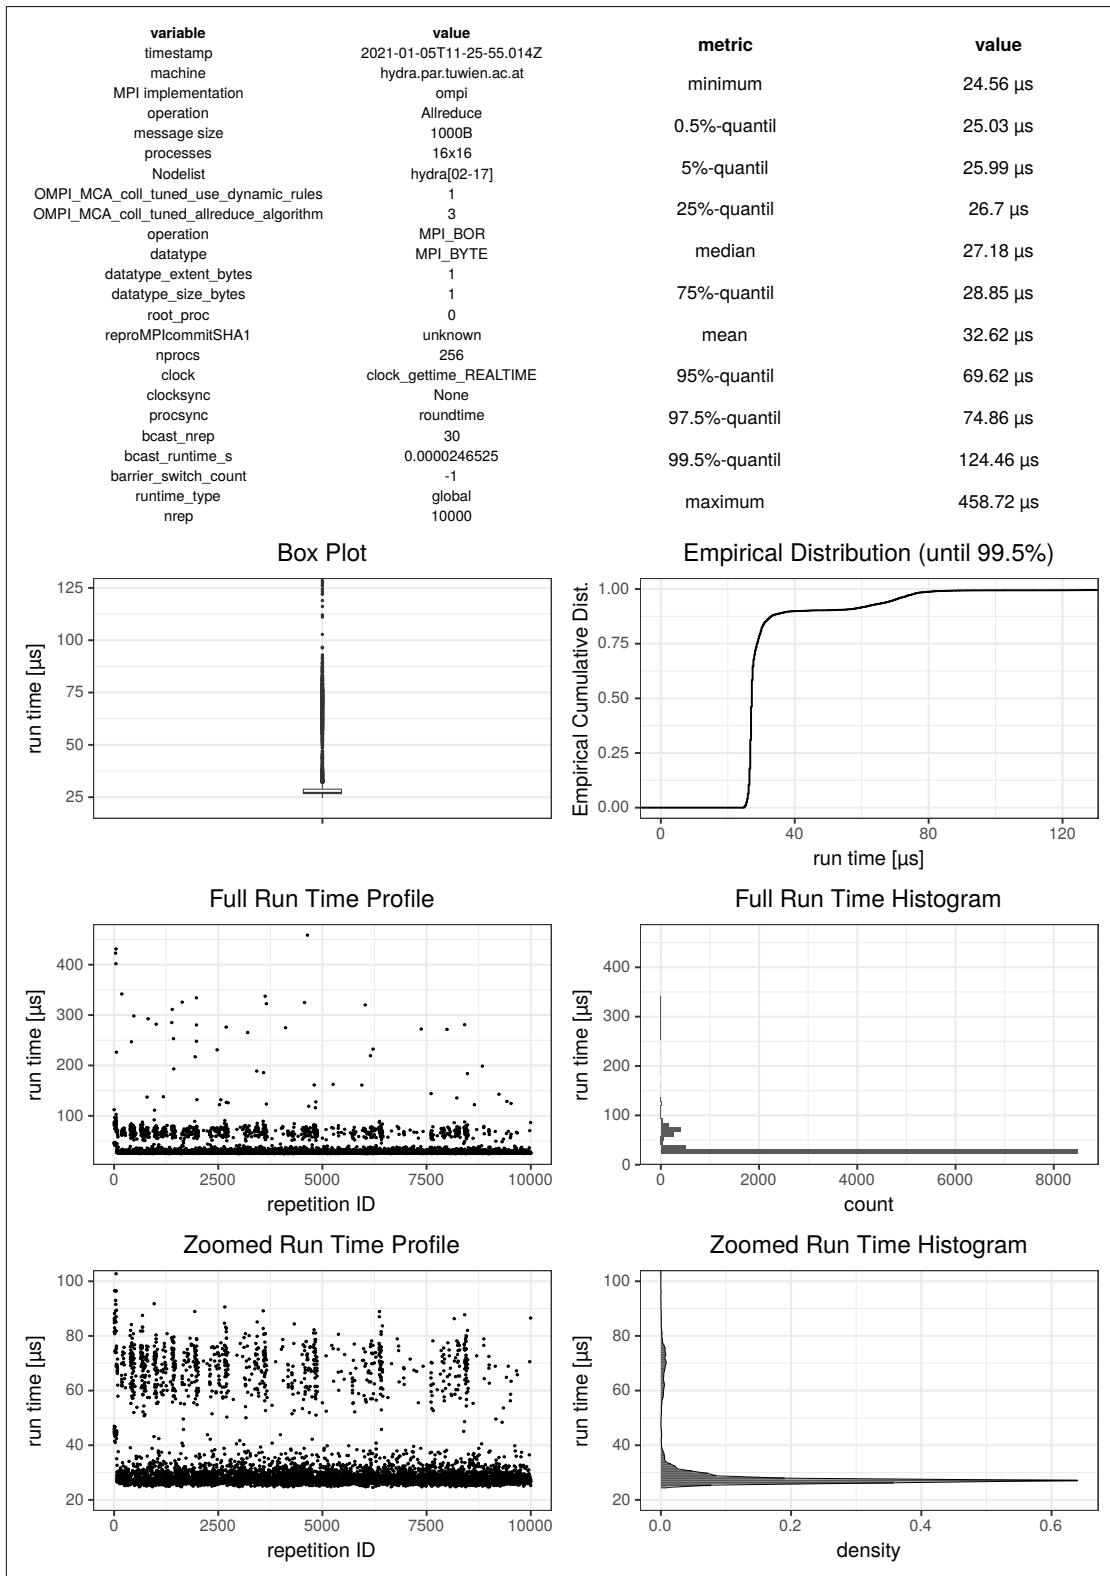 variable value
timestamp 2021-01-05T11-25-55.014Z
machine hydra.par.tuwien.ac.at
MPI implementation ompi
operation Allreduce
message size 1000B
processes 16x16
Nodelist hydra[02-17]
OMPI_MCA_coll_tuned_use_dynamic_rules 1
OMPI_MCA_coll_tuned_allreduce_algorithm 3
operation MPI_BOR
datatype MPI_BYTE
datatype_extent_bytes 1
datatype_size_bytes 1
root_proc 0
reproMPIcommitSHA1 unknown
nprocs 256
clock clock_gettime_REALTIME
clocksync None
procsync roundtime
bcast_nrep 30
bcast_runtime_s 0.0000246525
barrier_switch_count -1
runtime_type global
nrep 10000
metric value
minimum 24.56 µs
0.5%-quantil 25.03 µs
5%-quantil 25.99 µs
25%-quantil 26.7 µs
median 27.18 µs
75%-quantil 28.85 µs
mean 32.62 µs
95%-quantil 69.62 µs
97.5%-quantil 74.86 µs
99.5%-quantil 124.46 µs
maximum 458.72 µs
Box Plot
run time [µs]
125
100
75
50
25
Empirical Distribution (until 99.5%)
Empirical Cumulative Dist.
1.00
0.75
0.50
0.25
0.00
0 40 80 120
run time [µs]
Full Run Time Profile
run time [µs]
400
300
200
100
0 2500 5000 7500 10000
repetition ID
Full Run Time Histogram
run time [µs]
400
300
200
100
0
0 2000 4000 6000 8000
count
Zoomed Run Time Profile
run time [µs]
100
80
60
40
20
0 2500 5000 7500 10000
repetition ID
Zoomed Run Time Histogram
run time [µs]
100
80
60
40
20
0.0 0.2 0.4 0.6
density